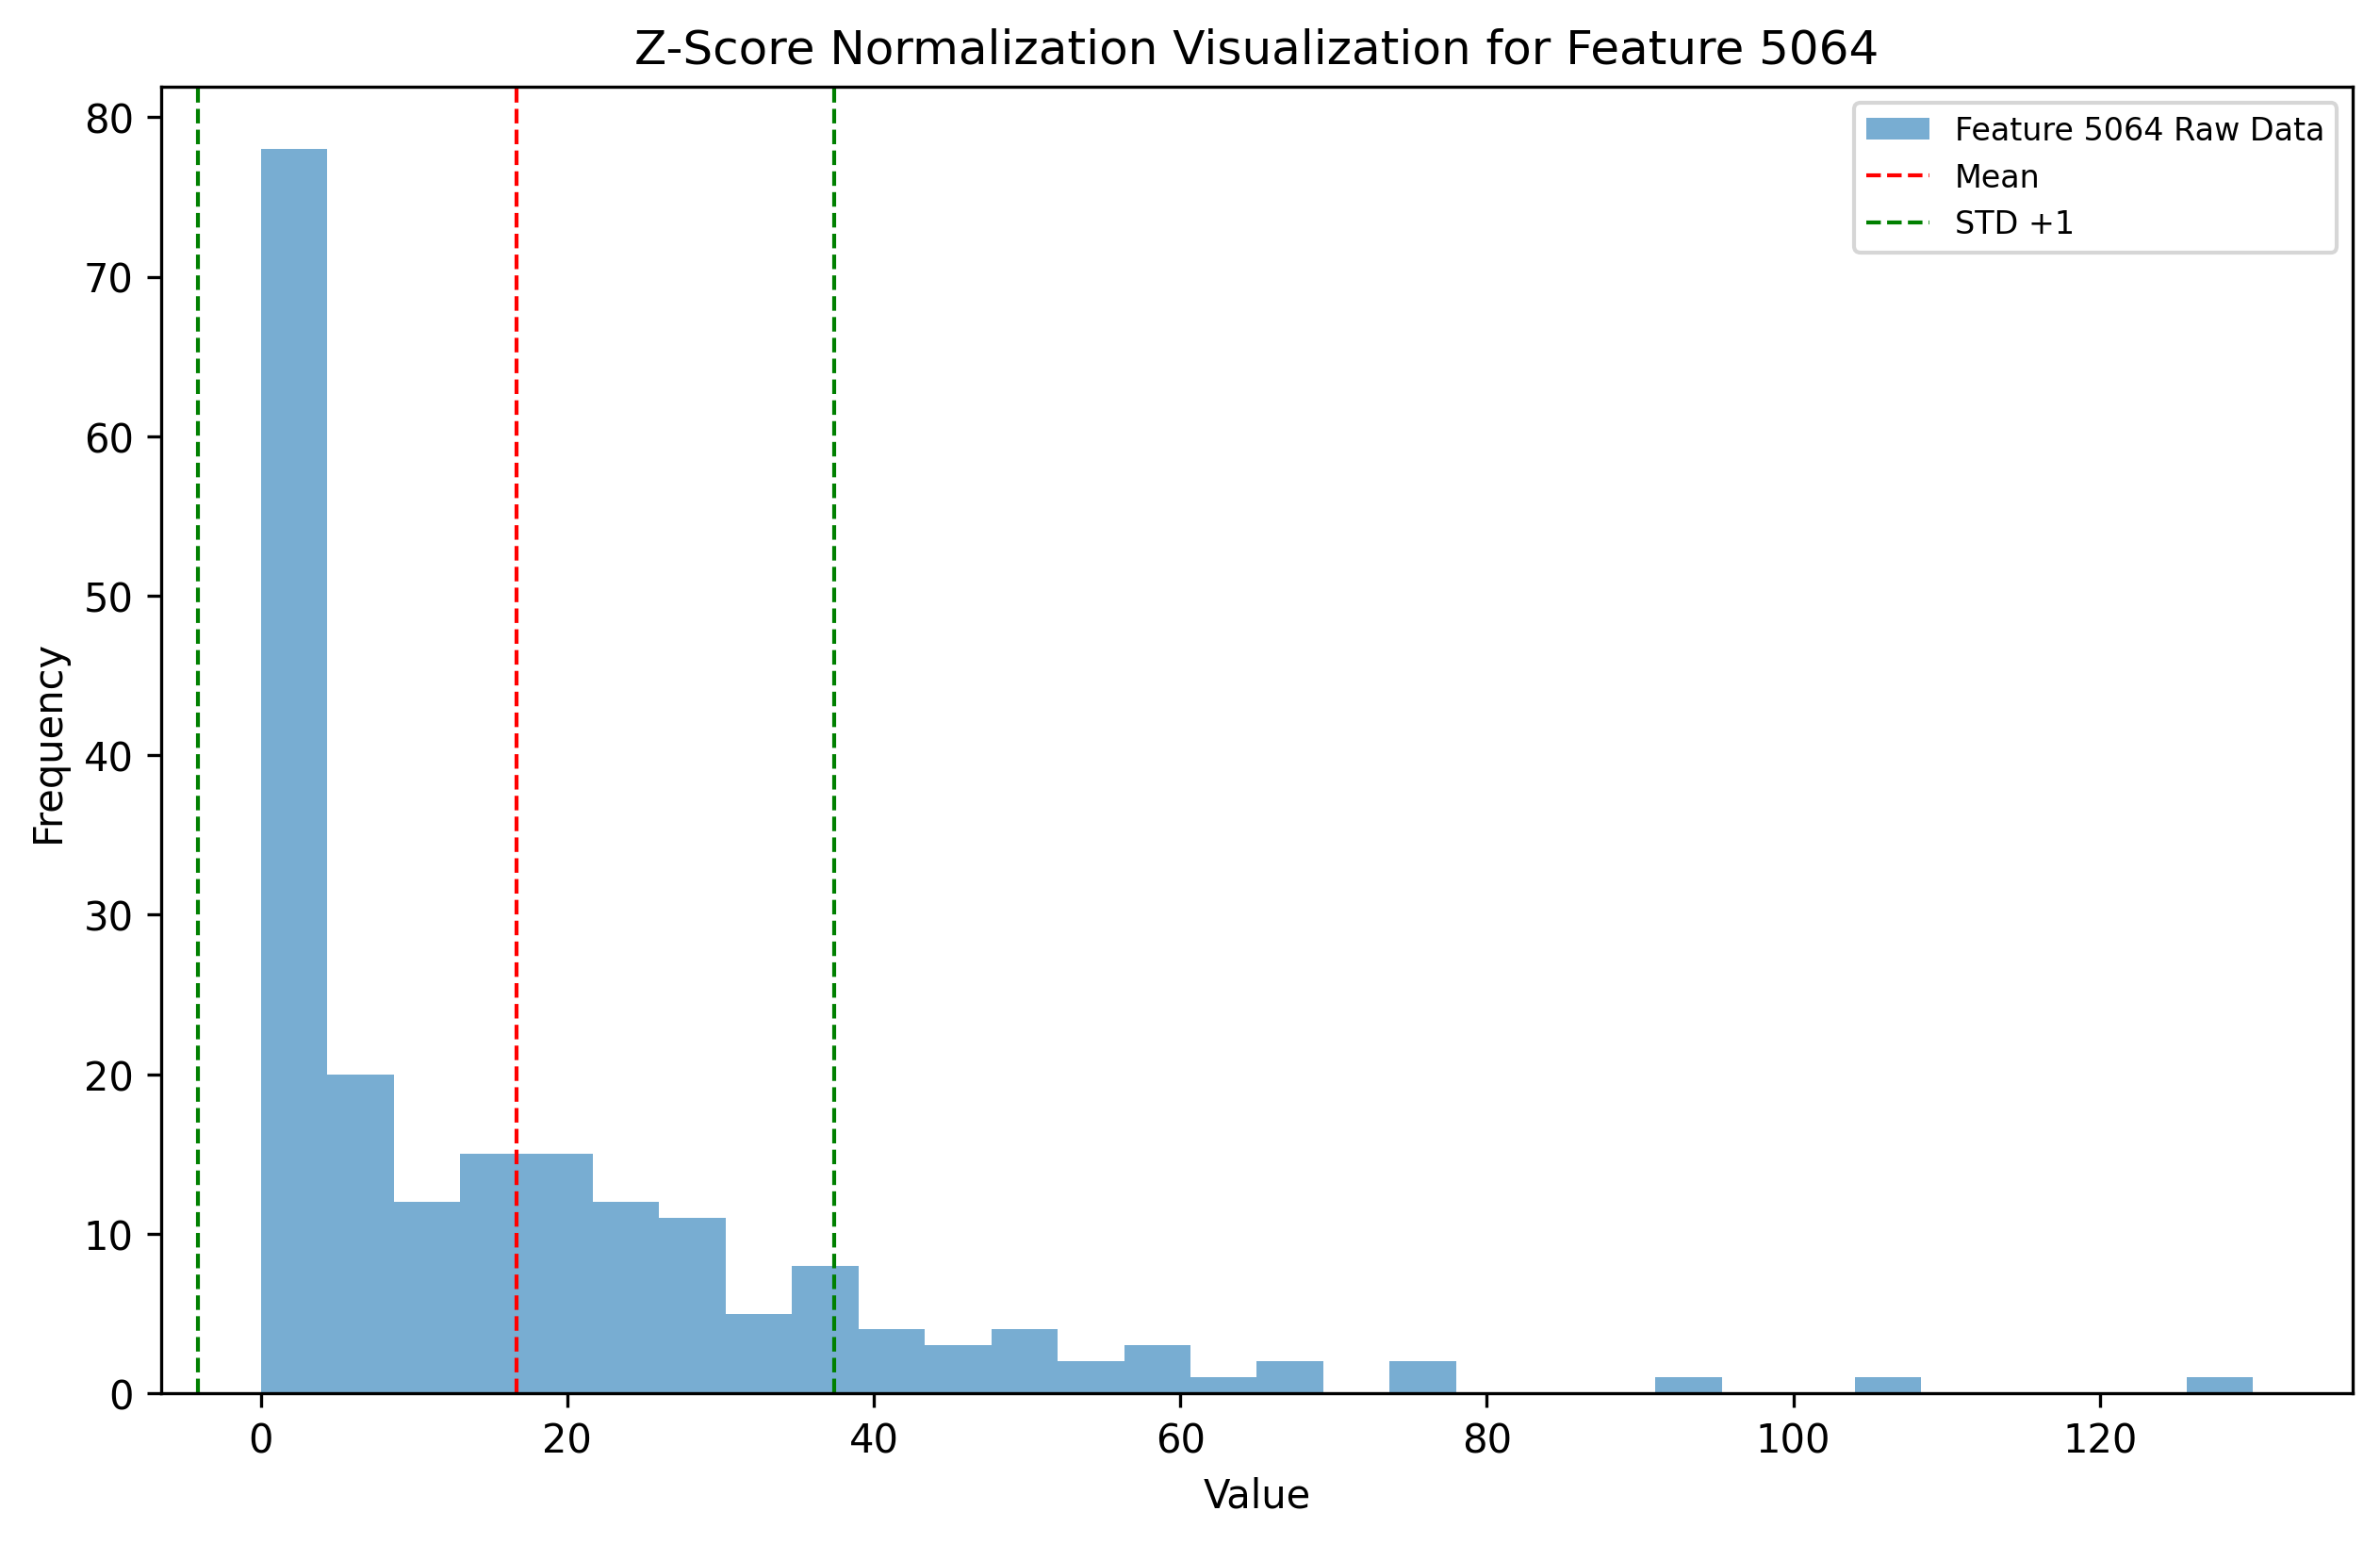 Z-Score Normalization Visualization for Feature 5064
Feature 5064 Raw Data
Mean
STD +1
Frequency
80
70
60
50
40
30
20
10
0
0 20 40 60 80 100 120
Value